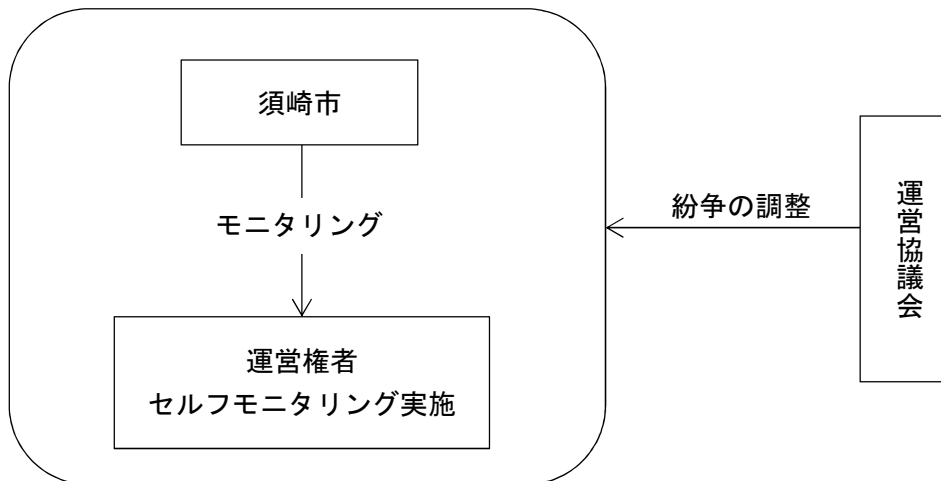 須崎市
モニタリング
運営権者
セルフモニタリング実施
紛争の調整
運営協議会